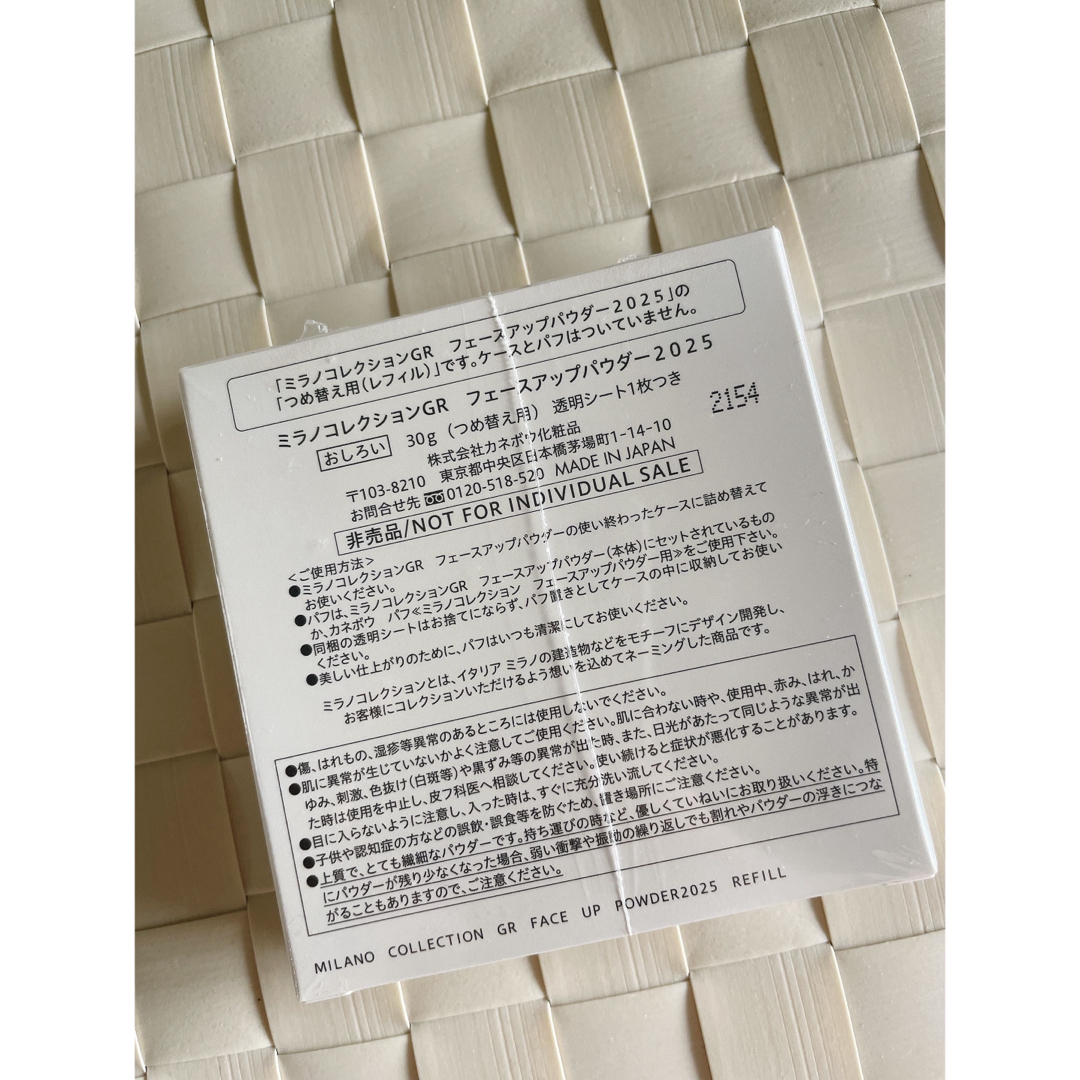 「ミラノコレクションGR　フェースアップパウダー2025」の
「つめ替え用(レフィル)」です。ケースとパフはついていません。
ミラノコレクションGR　フェースアップパウダー2025
おしろい　30g（つめ替え用）　透明シート1枚つき
2154
株式会社カネボウ化粧品
〒103-8210　東京都中央区日本橋茅場町1-14-10
お問合せ先 0120-518-520 MADE IN JAPAN
非売品/NOT FOR INDIVIDUAL SALE
<ご使用方法>
●ミラノコレクションGR　フェースアップパウダーの使い終わったケースに詰め替えて
お使いください。
●パフは、ミラノコレクションGR　フェースアップパウダー(本体)にセットされているもの
か、カネボウ　パフ≪ミラノコレクション　フェースアップパウダー用≫をご使用下さい。
●同梱の透明シートはお捨てにならず、パフ置きとしてケースの中に収納してお使い
ください。
●美しい仕上がりのために、パフはいつも清潔にしてお使いください。
ミラノコレクションとは、イタリア ミラノの建造物などをモチーフにデザイン開発し、
お客様にコレクションいただけるよう想いを込めてネーミングした商品です。
●傷、はれもの、湿疹等異常のあるところには使用しないでください。
●肌に異常が生じていないかよく注意してご使用ください。肌に合わない時や、使用中、赤み、はれ、か
ゆみ、刺激、色抜け(白斑等)や黒ずみ等の異常が出た時、また、日光があたって同じような異常が出
た時は使用を中止し、皮フ科医へ相談してください。使い続けると症状が悪化することがあります。
●目に入らないように注意し、入った時は、すぐに充分洗い流してください。
●子供や認知症の方などの誤飲・誤食等を防ぐため、置き場所にご注意ください。
●上質で、とても繊細なパウダーです。持ち運びの時など、優しくていねいにお取り扱いください。特
にパウダーが残り少なくなった場合、弱い衝撃や振動の繰り返しでも割れやパウダーの浮きにつな
がることもありますので、ご注意ください。
MILANO COLLECTION GR FACE UP POWDER2025 REFILL